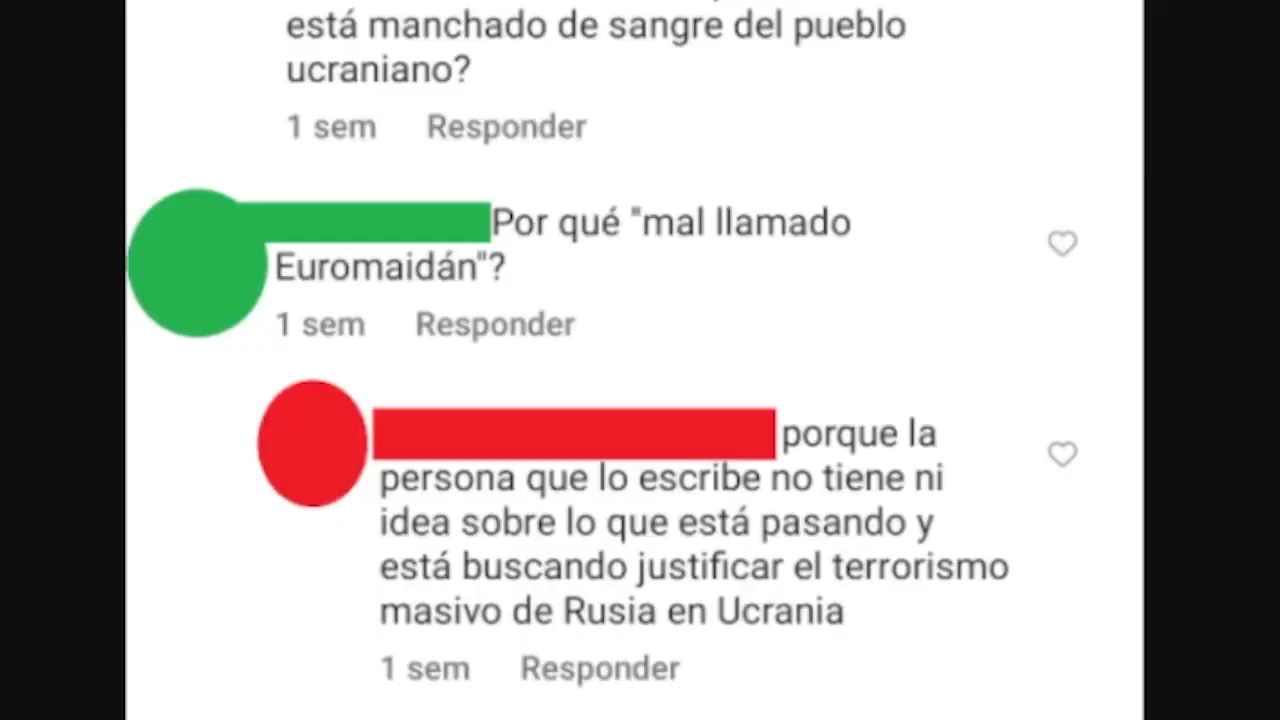 está manchado de sangre del pueblo
ucraniano?
1 sem Responder
Por qué "mal llamado
Euromaidán"?
1 sem Responder
porque la
persona que lo escribe no tiene ni
idea sobre lo que está pasando y
está buscando justificar el terrorismo
masivo de Rusia en Ucrania
1 sem Responder